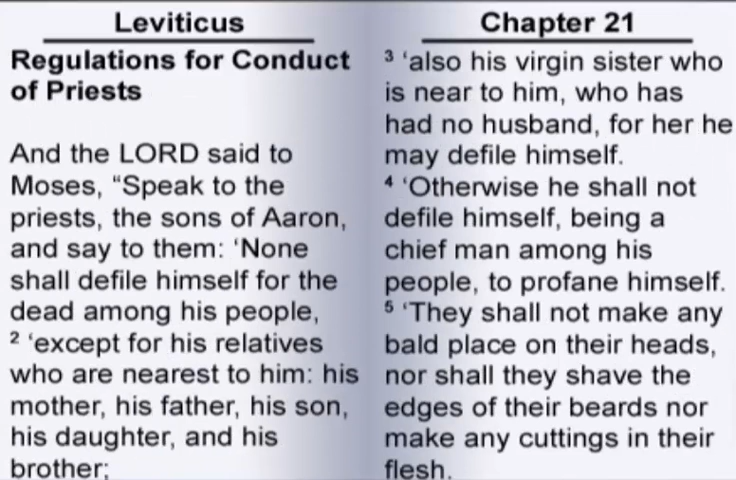 Leviticus
Regulations for Conduct
of Priests
And the LORD said to
Moses, “Speak to the
priests, the sons of Aaron,
and say to them: ‘None
shall defile himself for the
dead among his people,
² ‘except for his relatives
who are nearest to him: his
mother, his father, his son,
his daughter, and his
brother;
Chapter 21
³ ‘also his virgin sister who
is near to him, who has
had no husband, for her he
may defile himself.
⁴ ‘Otherwise he shall not
defile himself, being a
chief man among his
people, to profane himself.
⁵ ‘They shall not make any
bald place on their heads,
nor shall they shave the
edges of their beards nor
make any cuttings in their
flesh.